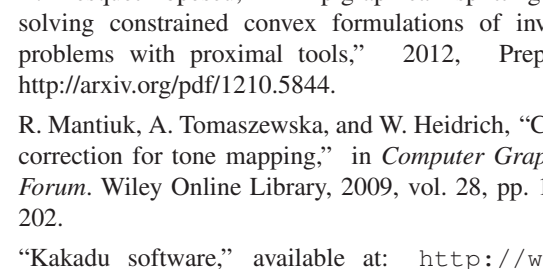 solving constrained convex formulations of inv
problems with proximal tools,” 2012, Prep
http://arxiv.org/pdf/1210.5844.
R. Mantiuk, A. Tomaszewska, and W. Heidrich, “C
correction for tone mapping,” in Computer Grap
Forum. Wiley Online Library, 2009, vol. 28, pp. 1
202.
“Kakadu software,” available at: http://w